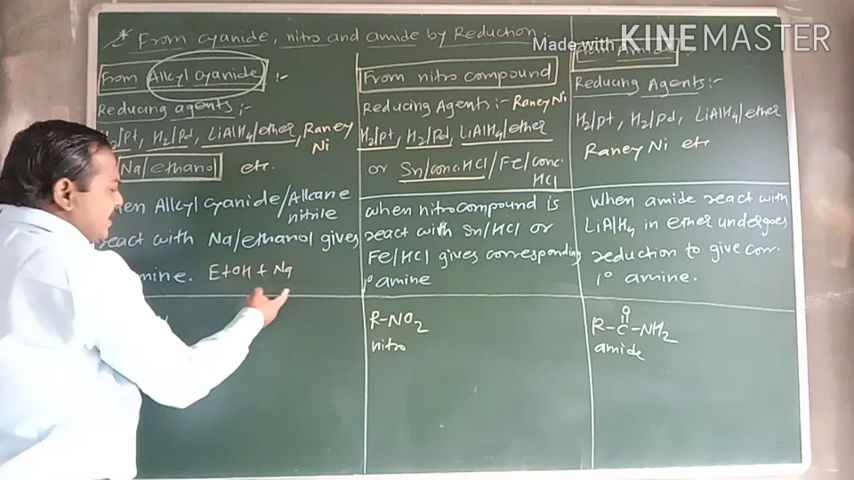 From cyanide, nitro and amide by Reduction :
Made with KINEMASTER
From Alkyl cyanide :-
Reducing agents :-
H2/pt, H2/pd, LiAlH4/ether, Raney Ni
Na/ethanol etc.
Alkyl cyanide/Alkane nitrile
react with Na/ethanol gives
amine. EtOH + Na
From nitro compound
Reducing Agents :- Raney Ni
H2/pt, H2/pd, LiAlH4/ether
or Sn/conc.HCl/Fe/conc. HCl
when nitrocompound is
react with Sn/HCl or
Fe/HCl gives corresponding
1° amine
R-NO2
nitro
Reducing Agents :-
H2/pt, H2/pd, LiAlH4/ether
Raney Ni etc
When amide react with
LiAlH4 in ether undergoes
reduction to give corr.
1° amine.
O
R-C-NH2
amide